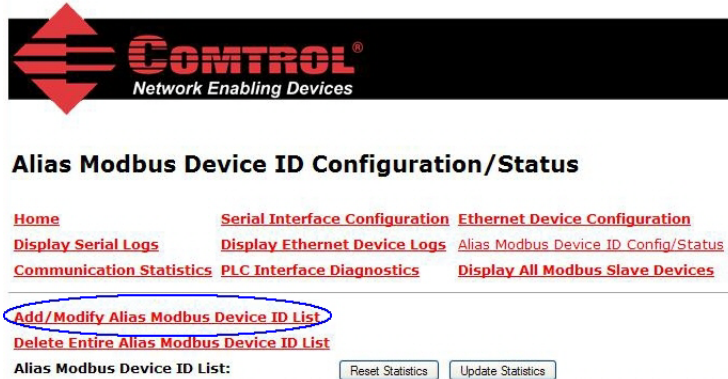 COMTROL®
Network Enabling Devices
Alias Modbus Device ID Configuration/Status
Home Serial Interface Configuration Ethernet Device Configuration
Display Serial Logs Display Ethernet Device Logs Alias Modbus Device ID Config/Status
Communication Statistics PLC Interface Diagnostics Display All Modbus Slave Devices
Add/Modify Alias Modbus Device ID List
Delete Entire Alias Modbus Device ID List
Alias Modbus Device ID List: Reset Statistics Update Statistics